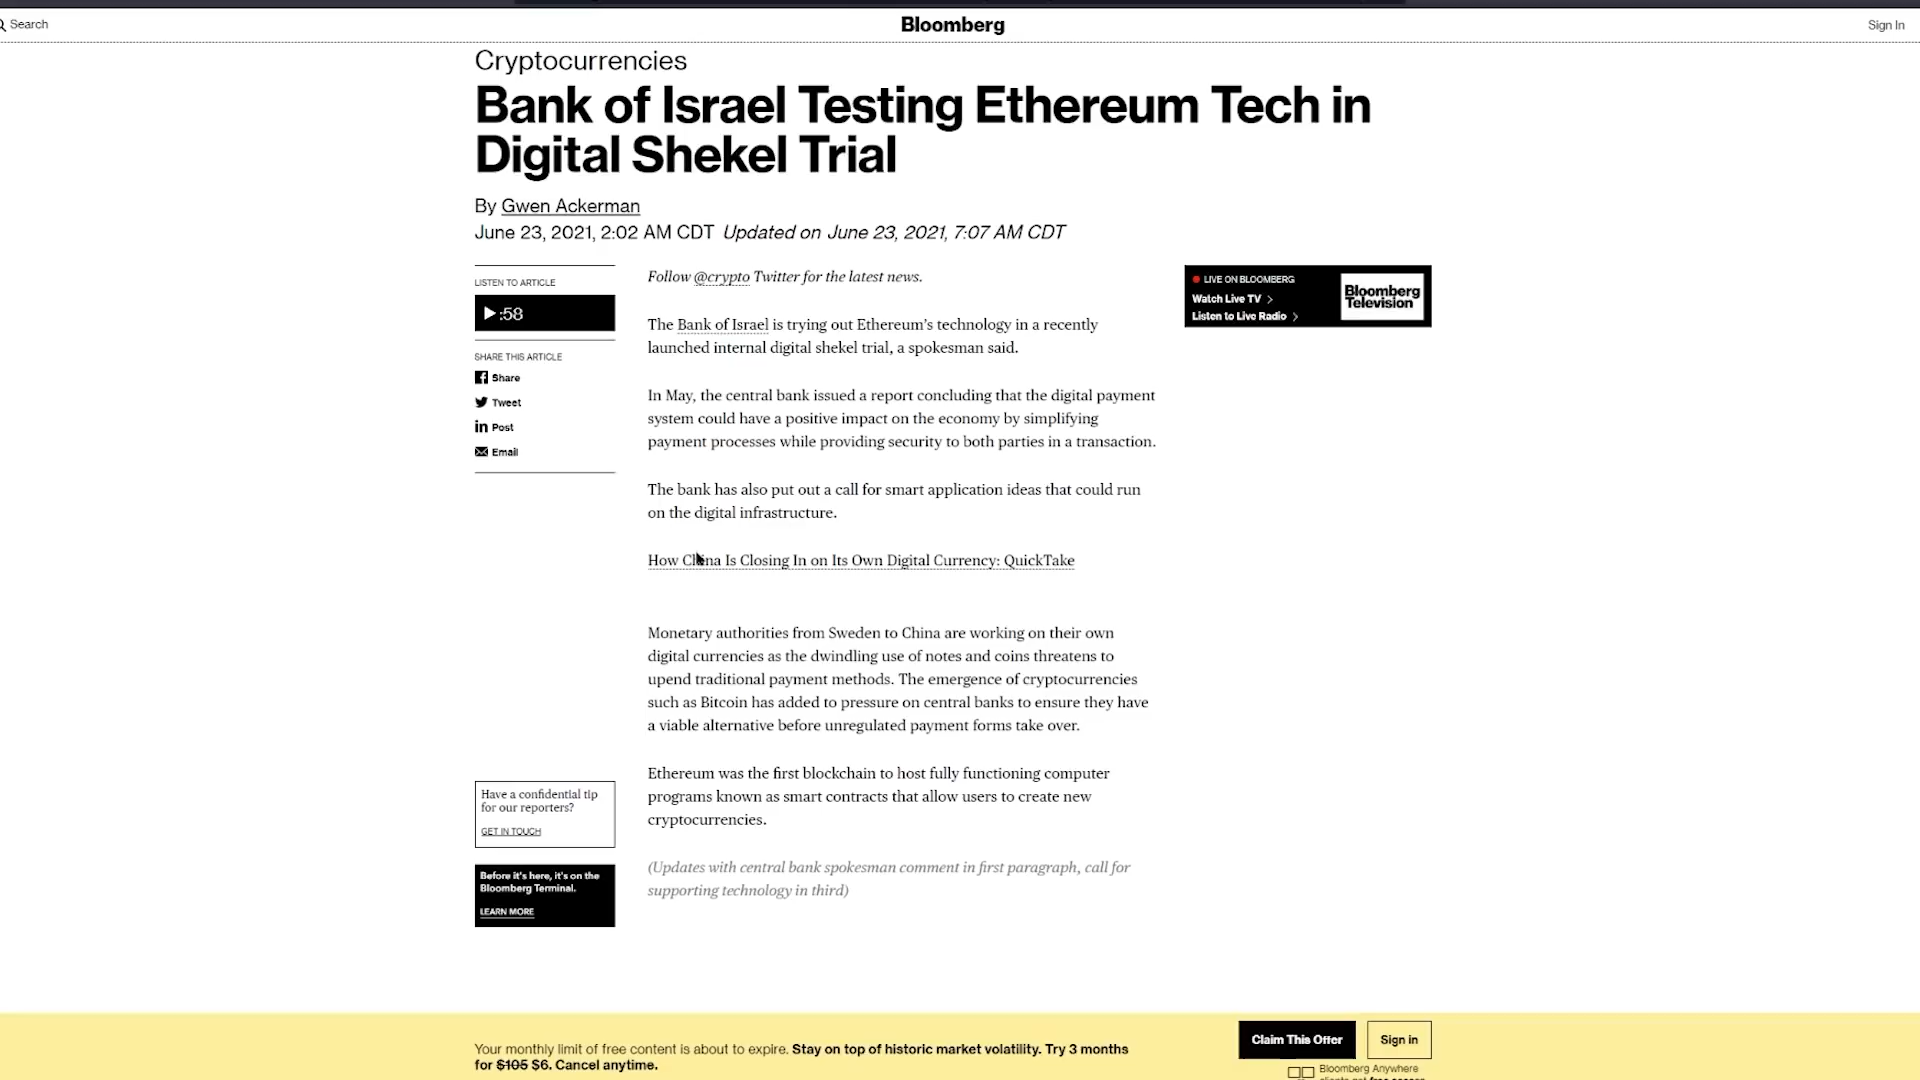 Search
Bloomberg
Sign In
Cryptocurrencies
Bank of Israel Testing Ethereum Tech in
Digital Shekel Trial
By Gwen Ackerman
June 23, 2021, 2:02 AM CDT Updated on June 23, 2021, 7:07 AM CDT
LISTEN TO ARTICLE
:58
SHARE THIS ARTICLE
Share
Tweet
Post
Email
Follow @crypto Twitter for the latest news.
The Bank of Israel is trying out Ethereum's technology in a recently
launched internal digital shekel trial, a spokesman said.
In May, the central bank issued a report concluding that the digital payment
system could have a positive impact on the economy by simplifying
payment processes while providing security to both parties in a transaction.
The bank has also put out a call for smart application ideas that could run
on the digital infrastructure.
How China Is Closing In on Its Own Digital Currency: QuickTake
Monetary authorities from Sweden to China are working on their own
digital currencies as the dwindling use of notes and coins threatens to
upend traditional payment methods. The emergence of cryptocurrencies
such as Bitcoin has added to pressure on central banks to ensure they have
a viable alternative before unregulated payment forms take over.
Ethereum was the first blockchain to host fully functioning computer
programs known as smart contracts that allow users to create new
cryptocurrencies.
(Updates with central bank spokesman comment in first paragraph, call for
supporting technology in third)
LIVE ON BLOOMBERG
Watch Live TV
Listen to Live Radio
Bloomberg
Television
Have a confidential tip
for our reporters?
GET IN TOUCH
Before it's here, it's on the
Bloomberg Terminal.
LEARN MORE
Your monthly limit of free content is about to expire. Stay on top of historic market volatility. Try 3 months
for $105 $6. Cancel anytime.
Claim This Offer
Sign in
Bloomberg Anywhere